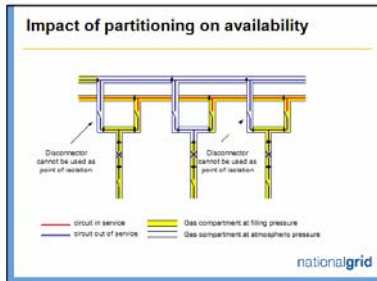 Impact of partitioning on availability
Disconnector
cannot be used as
point of isolation
Disconnector
cannot be used as
point of isolation
circuit in service
Gas compartment at filling pressure
circuit out of service
Gas compartment at atmospheric pressure
nationalgrid